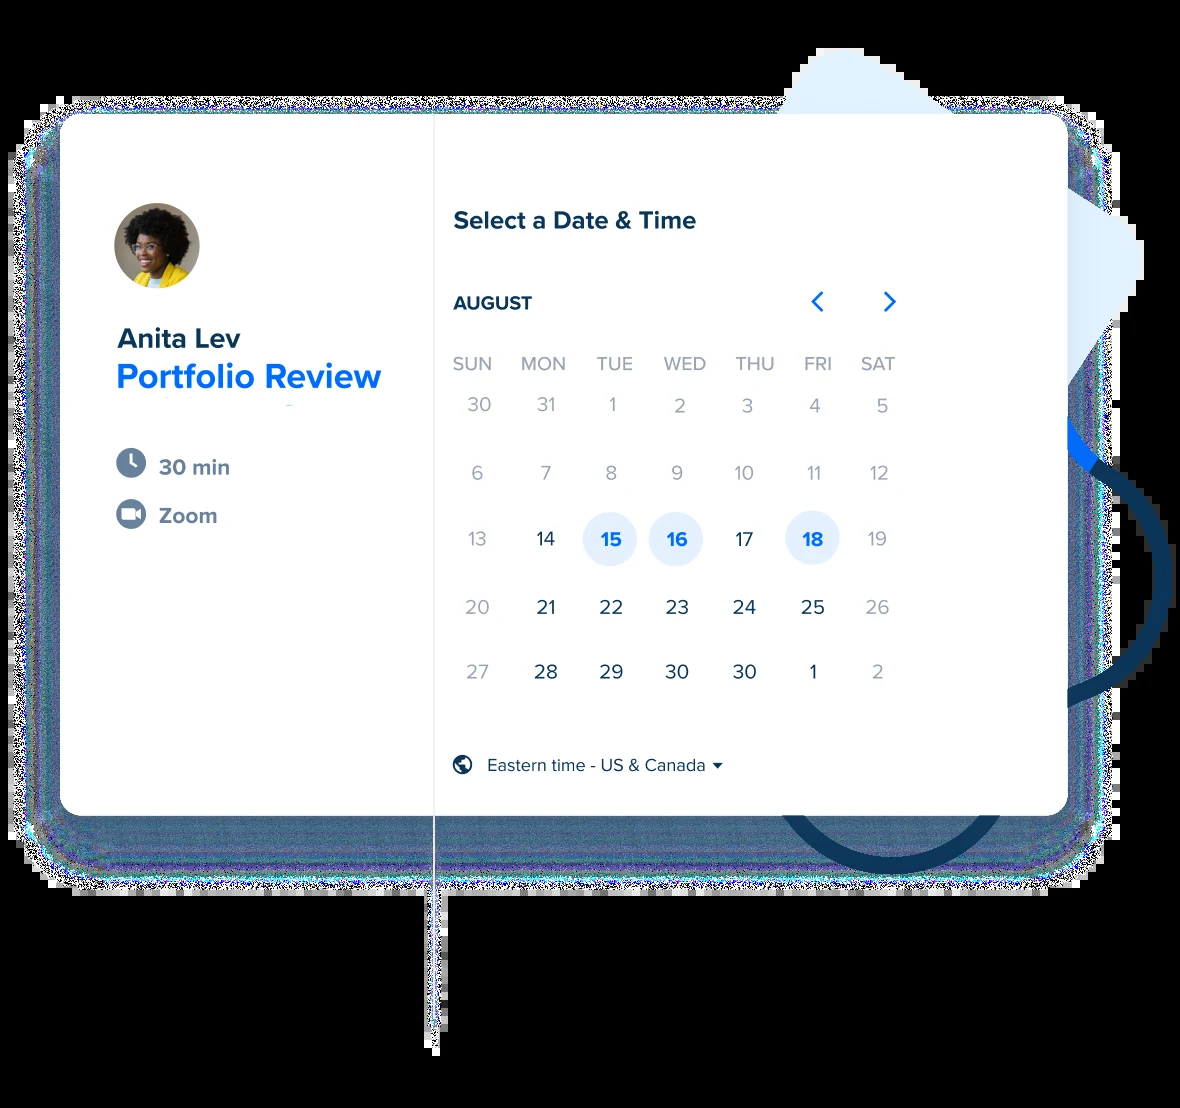 Anita Lev
Portfolio Review
30 min
Zoom
Select a Date & Time
AUGUST
SUN MON TUE WED THU FRI SAT
30 31 1 2 3 4 5
6 7 8 9 10 11 12
13 14 15 16 17 18 19
20 21 22 23 24 25 26
27 28 29 30 30 1 2
Eastern time - US & Canada